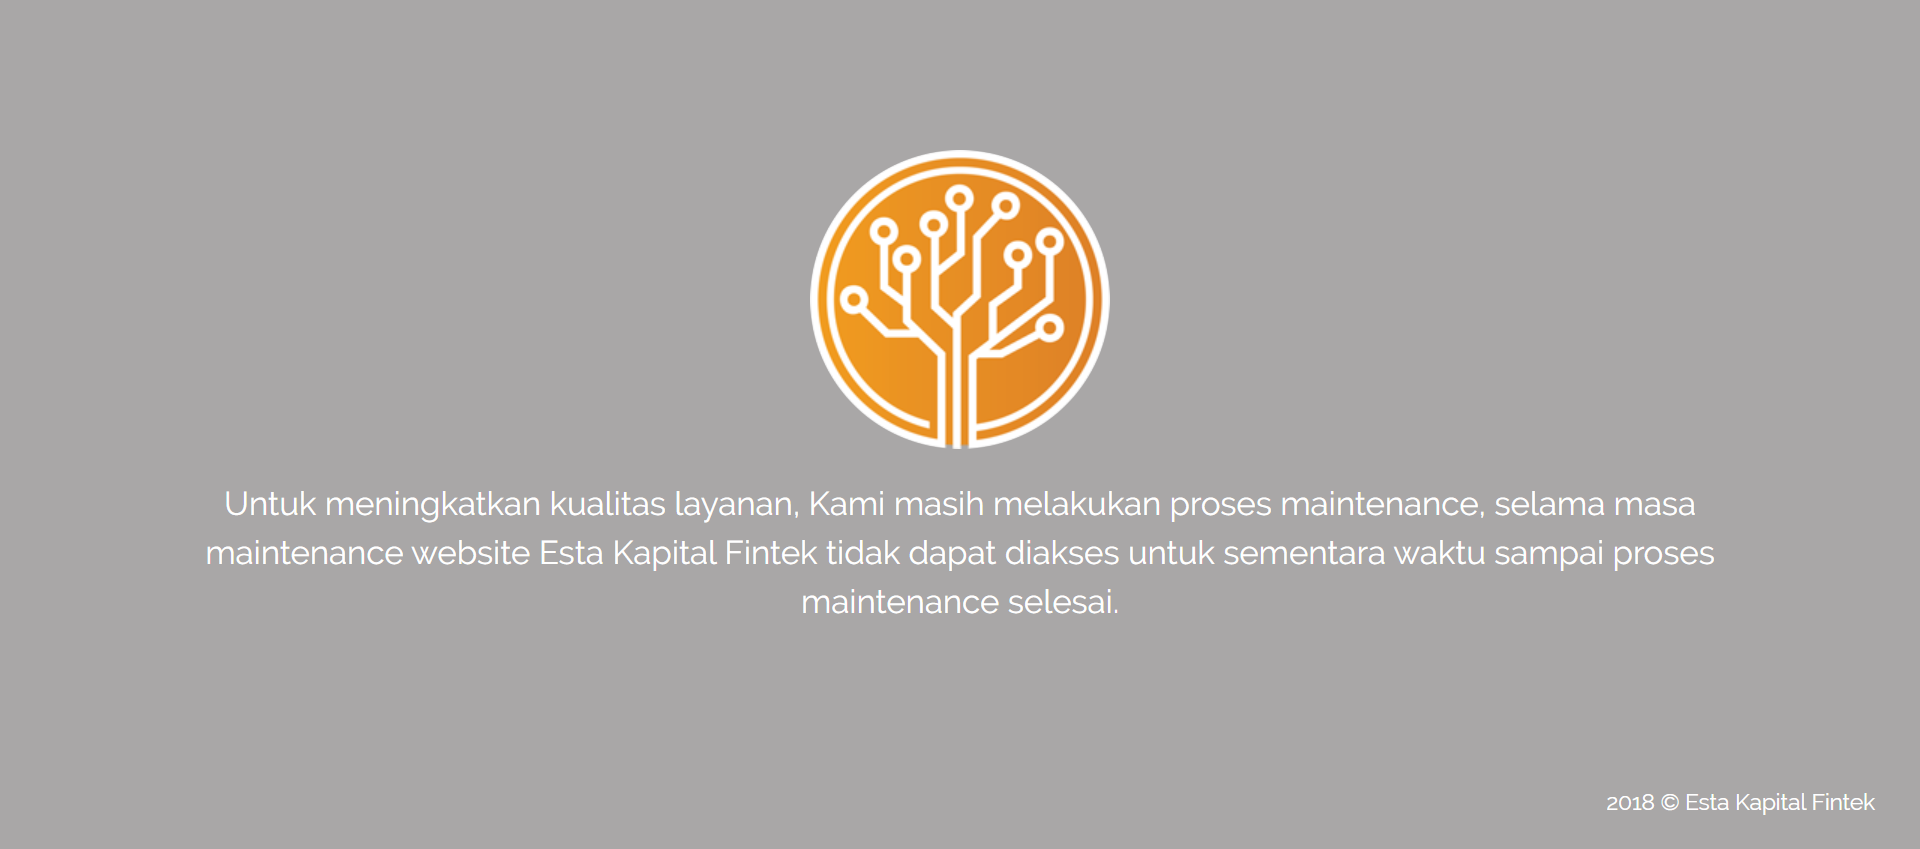 Untuk meningkatkan kualitas layanan, Kami masih melakukan proses maintenance, selama masa
maintenance website Esta Kapital Fintek tidak dapat diakses untuk sementara waktu sampai proses
maintenance selesai.
2018 © Esta Kapital Fintek